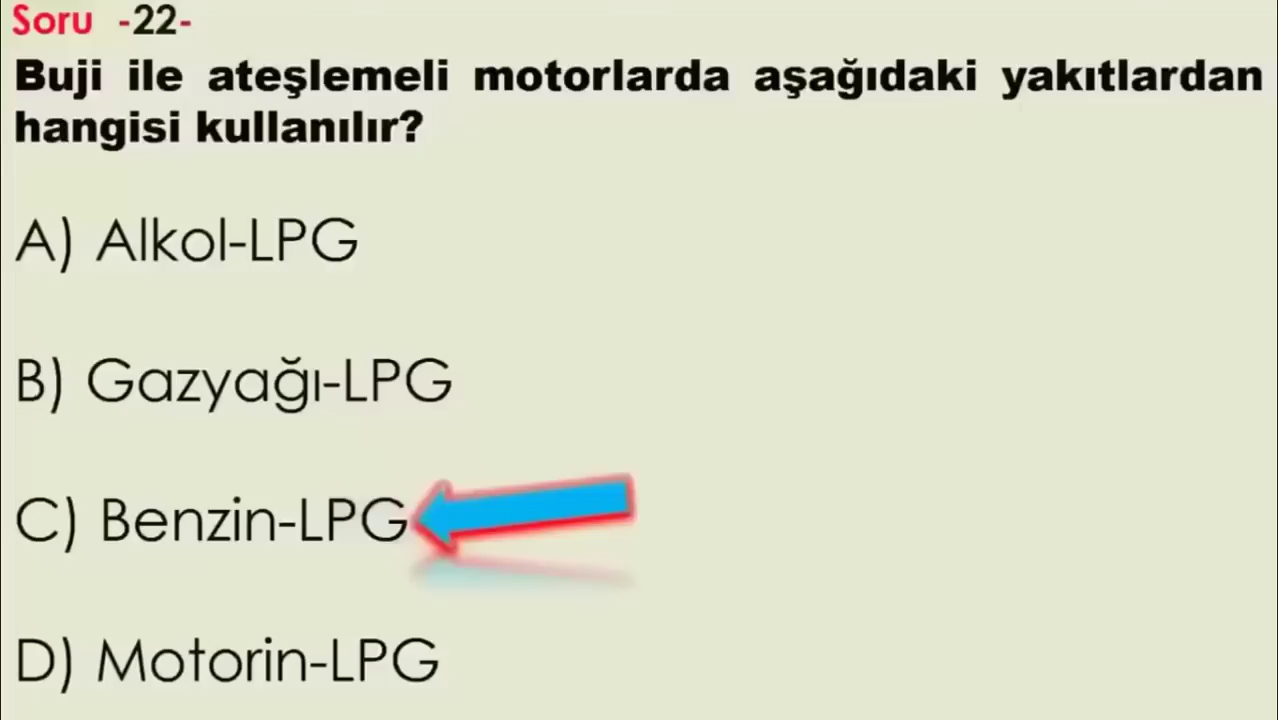 Soru -22-
Buji ile ateşlemeli motorlarda aşağıdaki yakıtlardan
hangisi kullanılır?
A) Alkol-LPG
B) Gazyağı-LPG
C) Benzin-LPG
D) Motorin-LPG